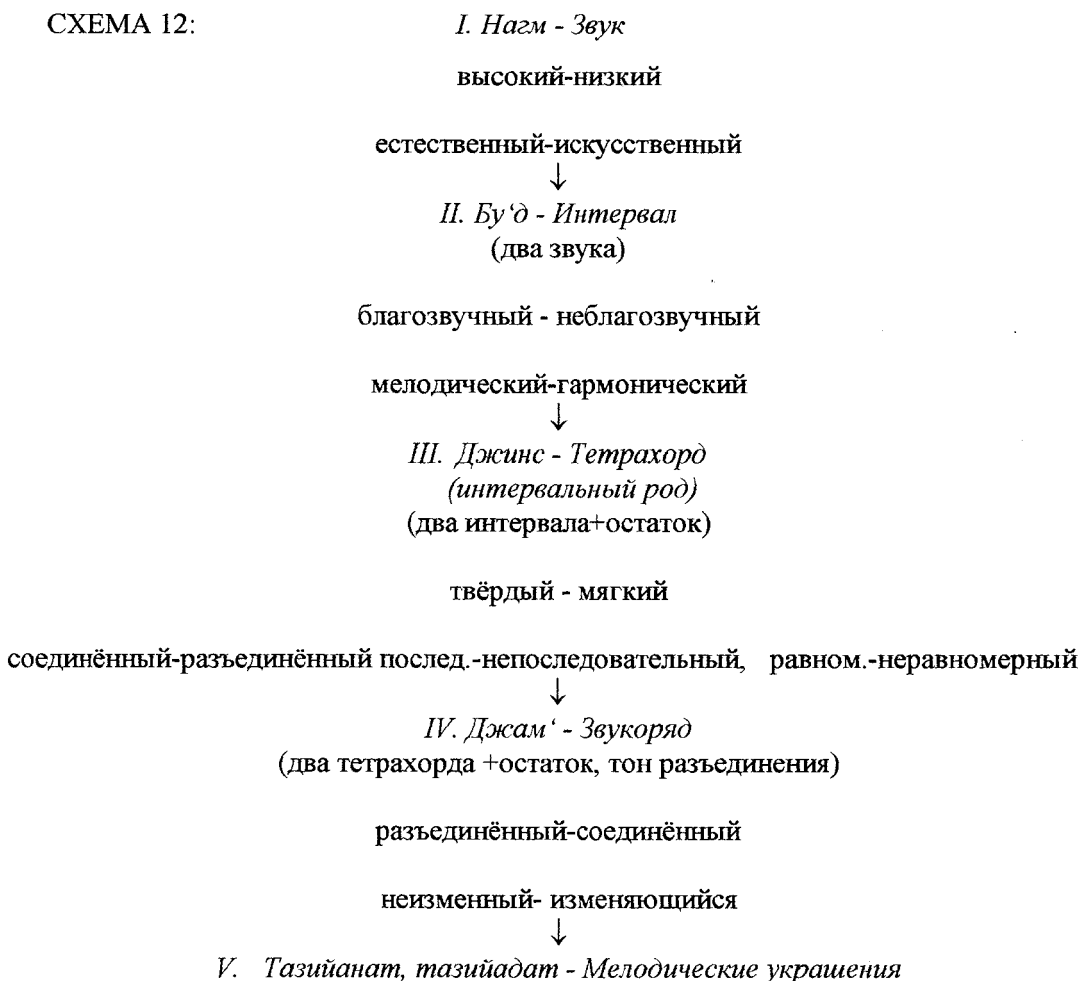 СХЕМА 12: I. Нагм - Звук
высокий-низкий
естественный-искусственный
↓
II. Бу‘д - Интервал
(два звука)
благозвучный - неблагозвучный
мелодический-гармонический
↓
III. Джинс - Тетрахорд
(интервальный род)
(два интервала+остаток)
твёрдый - мягкий
соединённый-разъединённый послед.-непоследовательный, равном.-неравномерный
↓
IV. Джам‘ - Звукоряд
(два тетрахорда +остаток, тон разъединения)
разъединённый-соединённый
неизменный- изменяющийся
↓
V. Тазийанат, тазийадат - Мелодические украшения